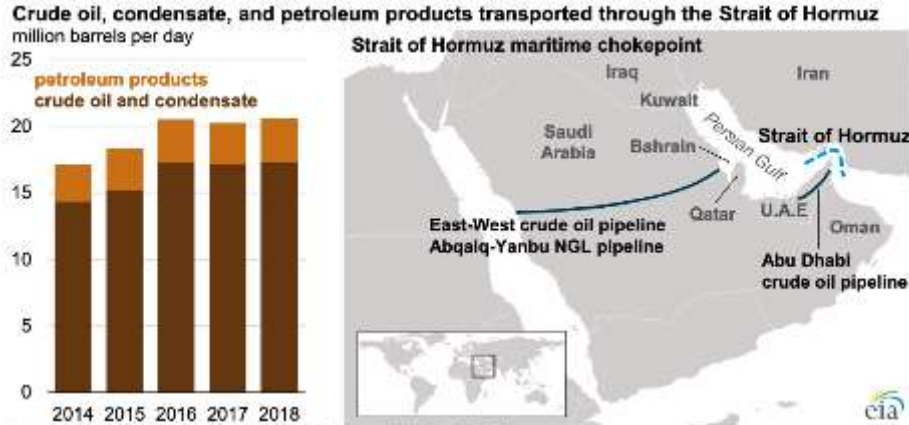 Crude oil, condensate, and petroleum products transported through the Strait of Hormuz
million barrels per day
25
petroleum products
crude oil and condensate
20
15
10
5
0
2014 2015 2016 2017 2018
Strait of Hormuz maritime chokepoint
Iraq
Iran
Kuwait
Persian Gulf
Strait of Hormuz
Saudi
Arabia
Bahrain
Qatar
U.A.E
Oman
East-West crude oil pipeline
Abqaiq-Yanbu NGL pipeline
Abu Dhabi
crude oil pipeline
eia